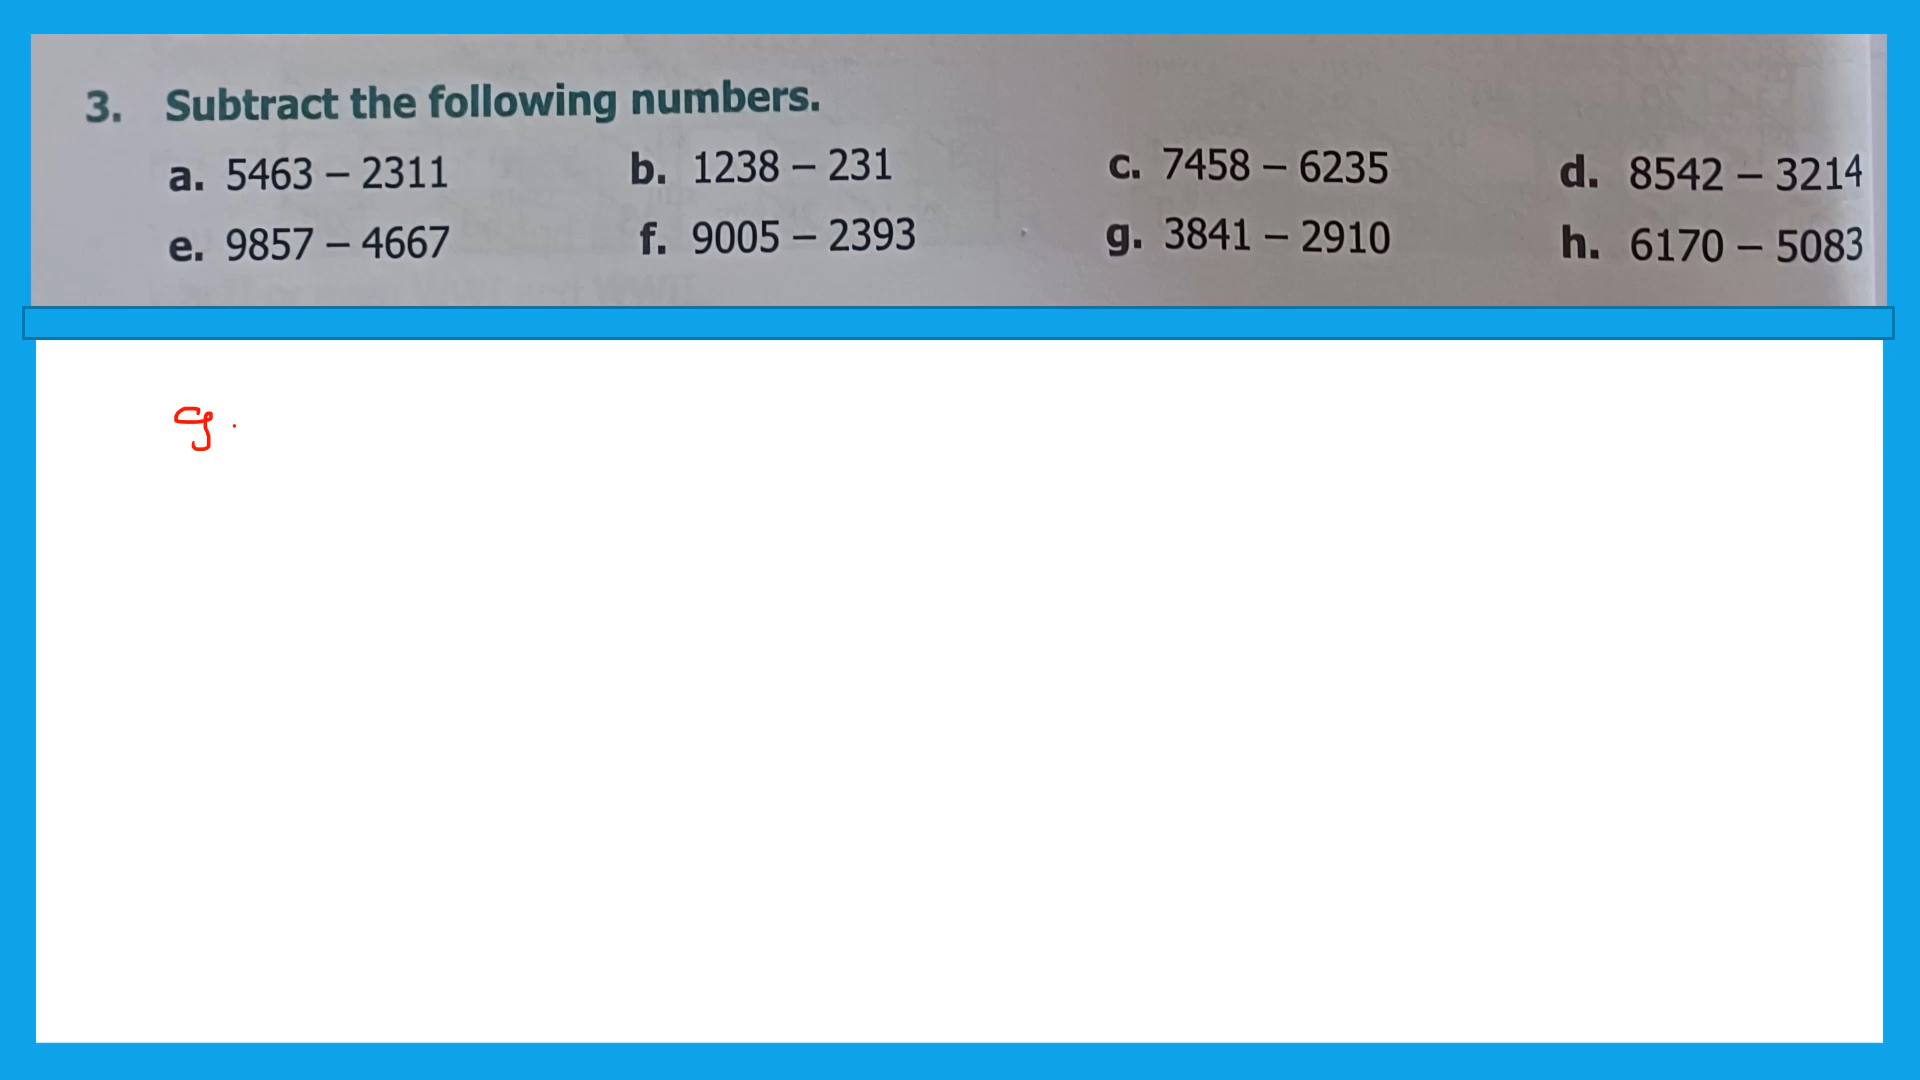 3. Subtract the following numbers.
a. 5463 – 2311 b. 1238 – 231 c. 7458 – 6235 d. 8542 – 3214
e. 9857 – 4667 f. 9005 – 2393 g. 3841 – 2910 h. 6170 – 5083
g.